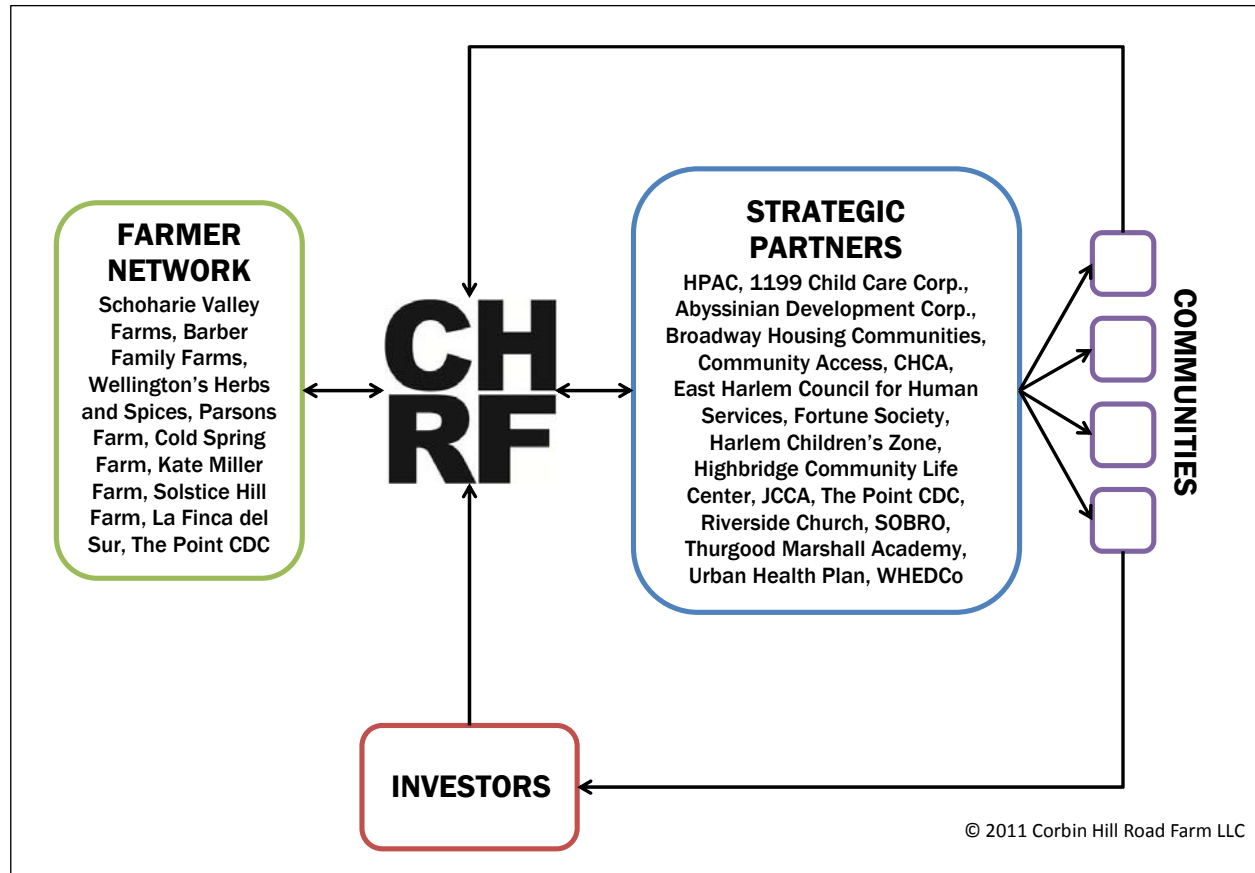 FARMER
NETWORK
Schoharie Valley
Farms, Barber
Family Farms,
Wellington’s Herbs
and Spices, Parsons
Farm, Cold Spring
Farm, Kate Miller
Farm, Solstice Hill
Farm, La Finca del
Sur, The Point CDC
CH
RF
STRATEGIC
PARTNERS
HPAC, 1199 Child Care Corp.,
Abyssinian Development Corp.,
Broadway Housing Communities,
Community Access, CHCA,
East Harlem Council for Human
Services, Fortune Society,
Harlem Children’s Zone,
Highbridge Community Life
Center, JCCA, The Point CDC,
Riverside Church, SOBRO,
Thurgood Marshall Academy,
Urban Health Plan, WHEDCo
COMMUNITIES
INVESTORS
© 2011 Corbin Hill Road Farm LLC